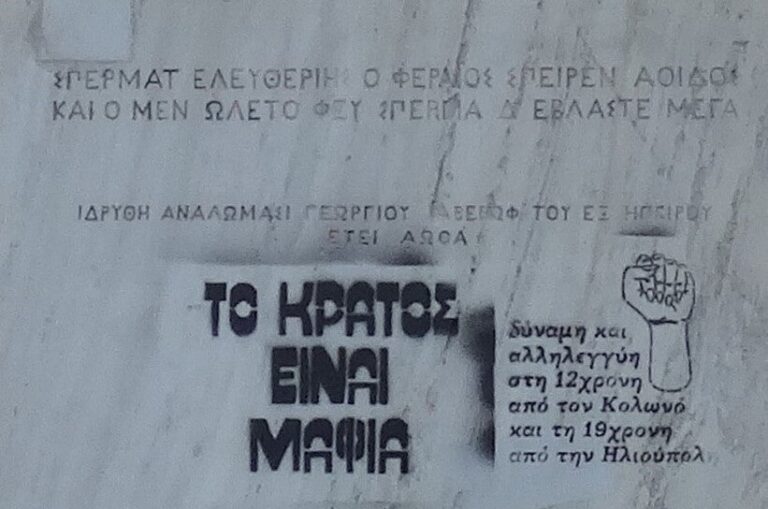 ΣΠΕΡΜΑΤ ΕΛΕΥΘΕΡΙΗΣ Ο ΦΕΡΑΙΟΣ ΣΠΕΙΡΕΝ ΑΟΙΔΟΣ
ΚΑΙ Ο ΜΕΝ ΩΛΕΤΟ ΦΕΥ ΣΠΕΡΜΑ Δ ΕΒΛΑΣΤΕ ΜΕΓΑ
ΙΔΡΥΘΗ ΑΝΑΛΩΜΑΣΙ ΓΕΩΡΓΙΟΥ ΑΒΕΡΩΦ ΤΟΥ ΕΞ ΗΠΕΙΡΟΥ
ΕΤΕΙ ΑΩΟΑ
ΤΟ ΚΡΑΤΟΣ
ΕΙΝΑΙ
ΜΑΦΙΑ
δύναμη και
αλληλεγγύη
στη 12χρονη
από τον Κολωνό
και τη 19χρονη
από την Ηλιούπολ